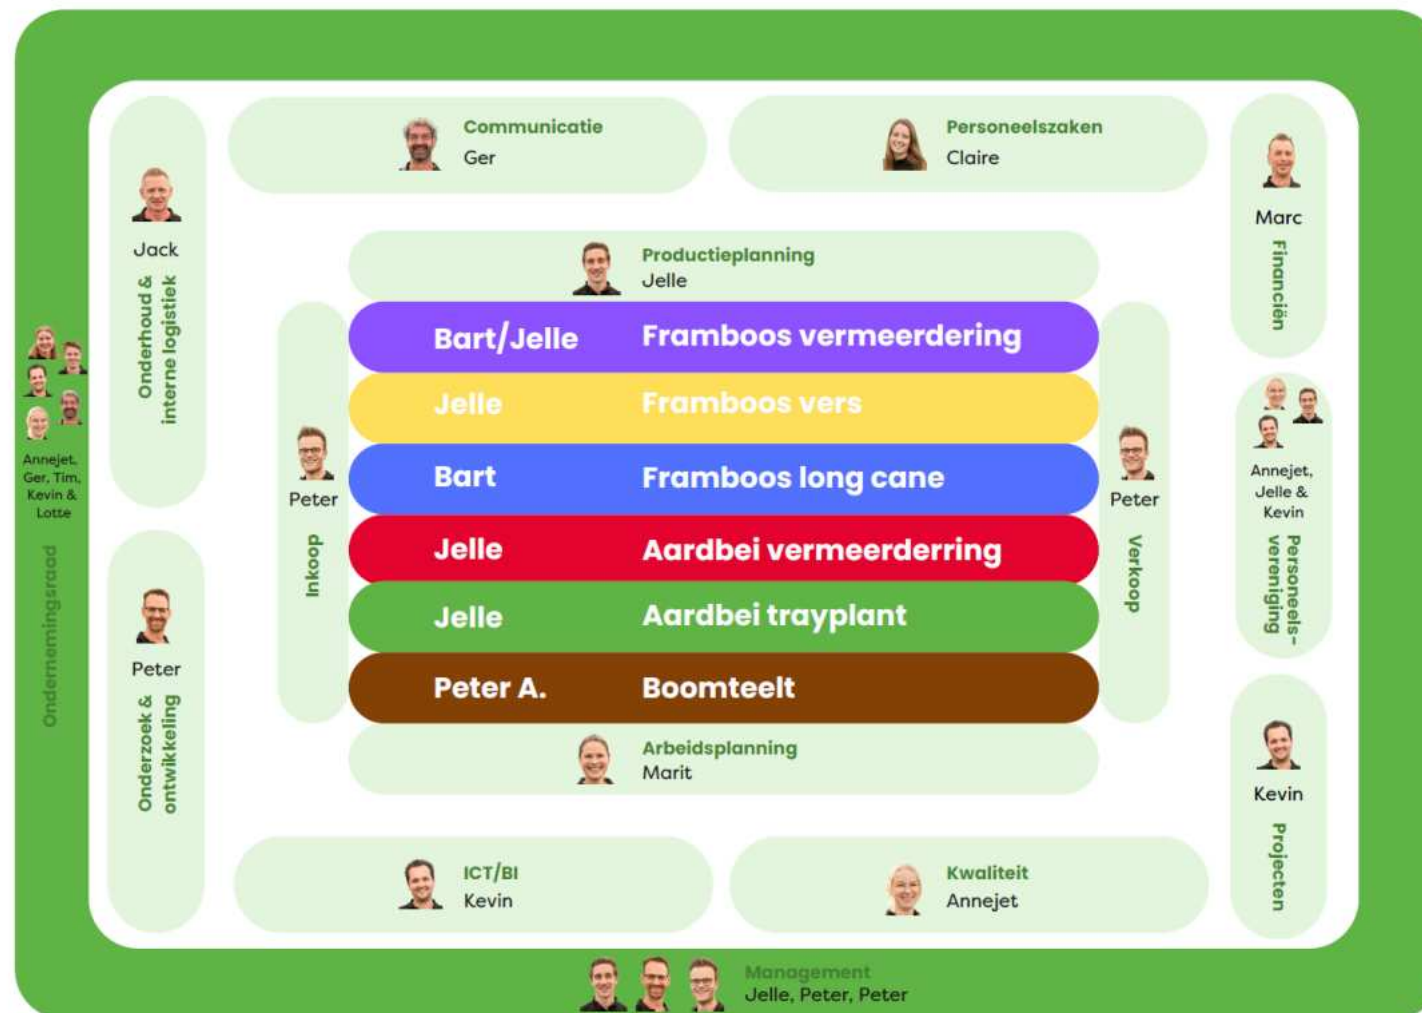 Communicatie
Ger
Personeelszaken
Claire
Jack
Onderhoud &
interne logistiek
Marc
Financiën
Productieplanning
Jelle
Bart/Jelle Framboos vermeerdering
Jelle Framboos vers
Bart Framboos long cane
Jelle Aardbei vermeerderring
Jelle Aardbei trayplant
Peter A. Boomteelt
Peter
Inkoop
Peter
Verkoop
Annejet,
Ger, Tim,
Kevin &
Lotte
Ondernemingsraad
Annejet,
Jelle &
Kevin
Personeels-
vereniging
Peter
Onderzoek &
ontwikkeling
Arbeidsplanning
Marit
Kevin
Projecten
ICT/BI
Kevin
Kwaliteit
Annejet
Management
Jelle, Peter, Peter